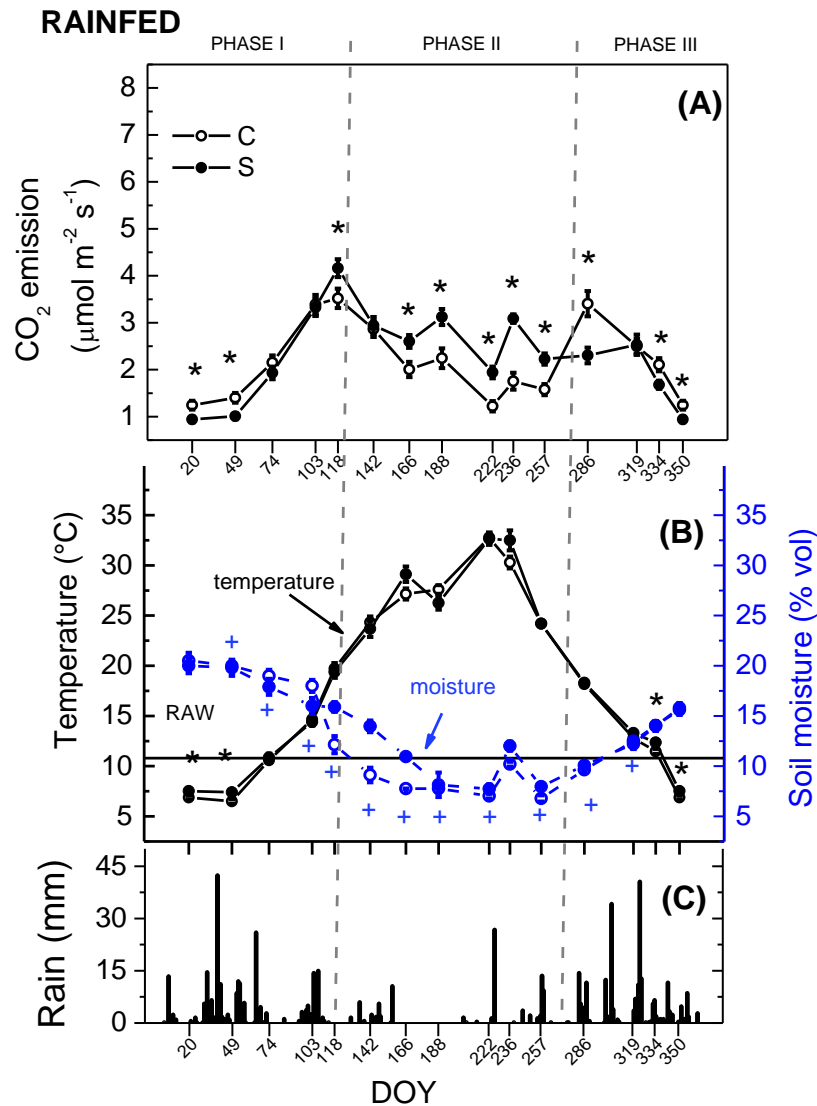 RAINFED
PHASE I PHASE II PHASE III
(A)
8
7
6
5
4
3
2
1
CO2 emission
(μmol m-2 s-1)
C
S
* * * * * * * * * * * *
20 49 74 103 118 142 166 188 222 236 257 286 319 334 350
(B)
35
30
25
20
15
10
5
Temperature (°C)
temperature
moisture
RAW
* * * *
+ + + + + + + + + + +
35
30
25
20
15
10
5
Soil moisture (% vol)
(C)
45
30
15
0
Rain (mm)
20 49 74 103 118 142 166 188 222 236 257 286 319 334 350
DOY